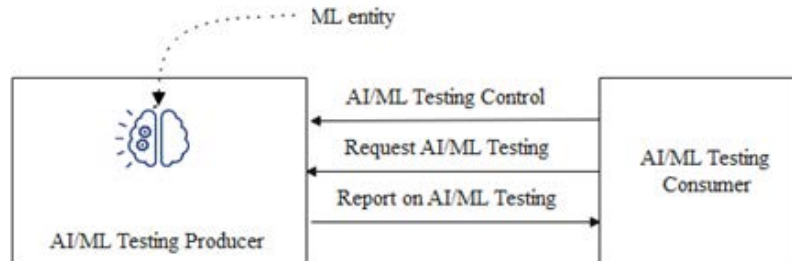 ML entity
AI/ML Testing Control
Request AI/ML Testing
Report on AI/ML Testing
AI/ML Testing Producer
AI/ML Testing
Consumer